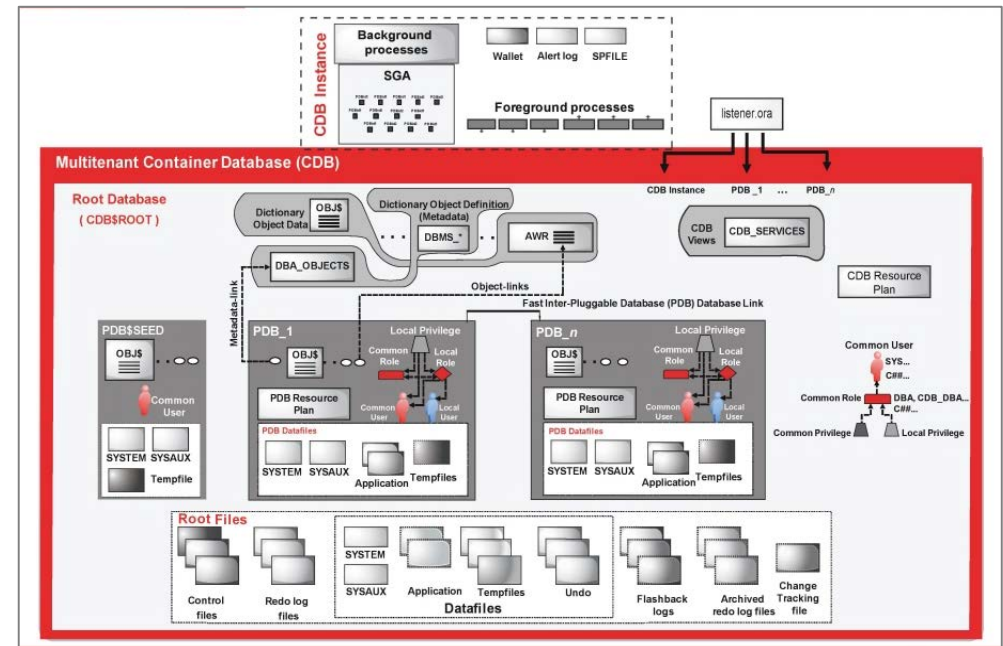 CDB Instance
Background
processes
SGA
Wallet
Alert log
SPFILE
Foreground processes
listener.ora
Multitenant Container Database (CDB)
CDB Instance
PDB_1
...
PDB_n
Root Database
( CDB$ROOT )
Dictionary
Object Data
OBJ$
Dictionary Object Definition
(Metadata)
DBMS_*
AWR
DBA_OBJECTS
CDB
Views
CDB_SERVICES
CDB Resource
Plan
Metadata-link
Object-links
Fast Inter-Pluggable Database (PDB) Database Link
PDB$SEED
OBJ$
Common
User
SYSTEM
SYSAUX
Tempfile
PDB_1
Local Privilege
OBJ$
Common
Role
Local
Role
PDB Resource
Plan
Common
User
Local
User
PDB Datafiles
SYSTEM
SYSAUX
Application
Tempfiles
PDB_n
Local Privilege
OBJ$
Common
Role
Local
Role
PDB Resource
Plan
Common
User
Local
User
PDB Datafiles
SYSTEM
SYSAUX
Application
Tempfiles
Common User
SYS...
C##...
Common Role
DBA, CDB_DBA...
C##...
Common Privilege
Local Privilege
Root Files
Control
files
Redo log
files
SYSTEM
SYSAUX
Application
Tempfiles
Undo
Datafiles
Flashback
logs
Archived
redo log files
Change
Tracking
file